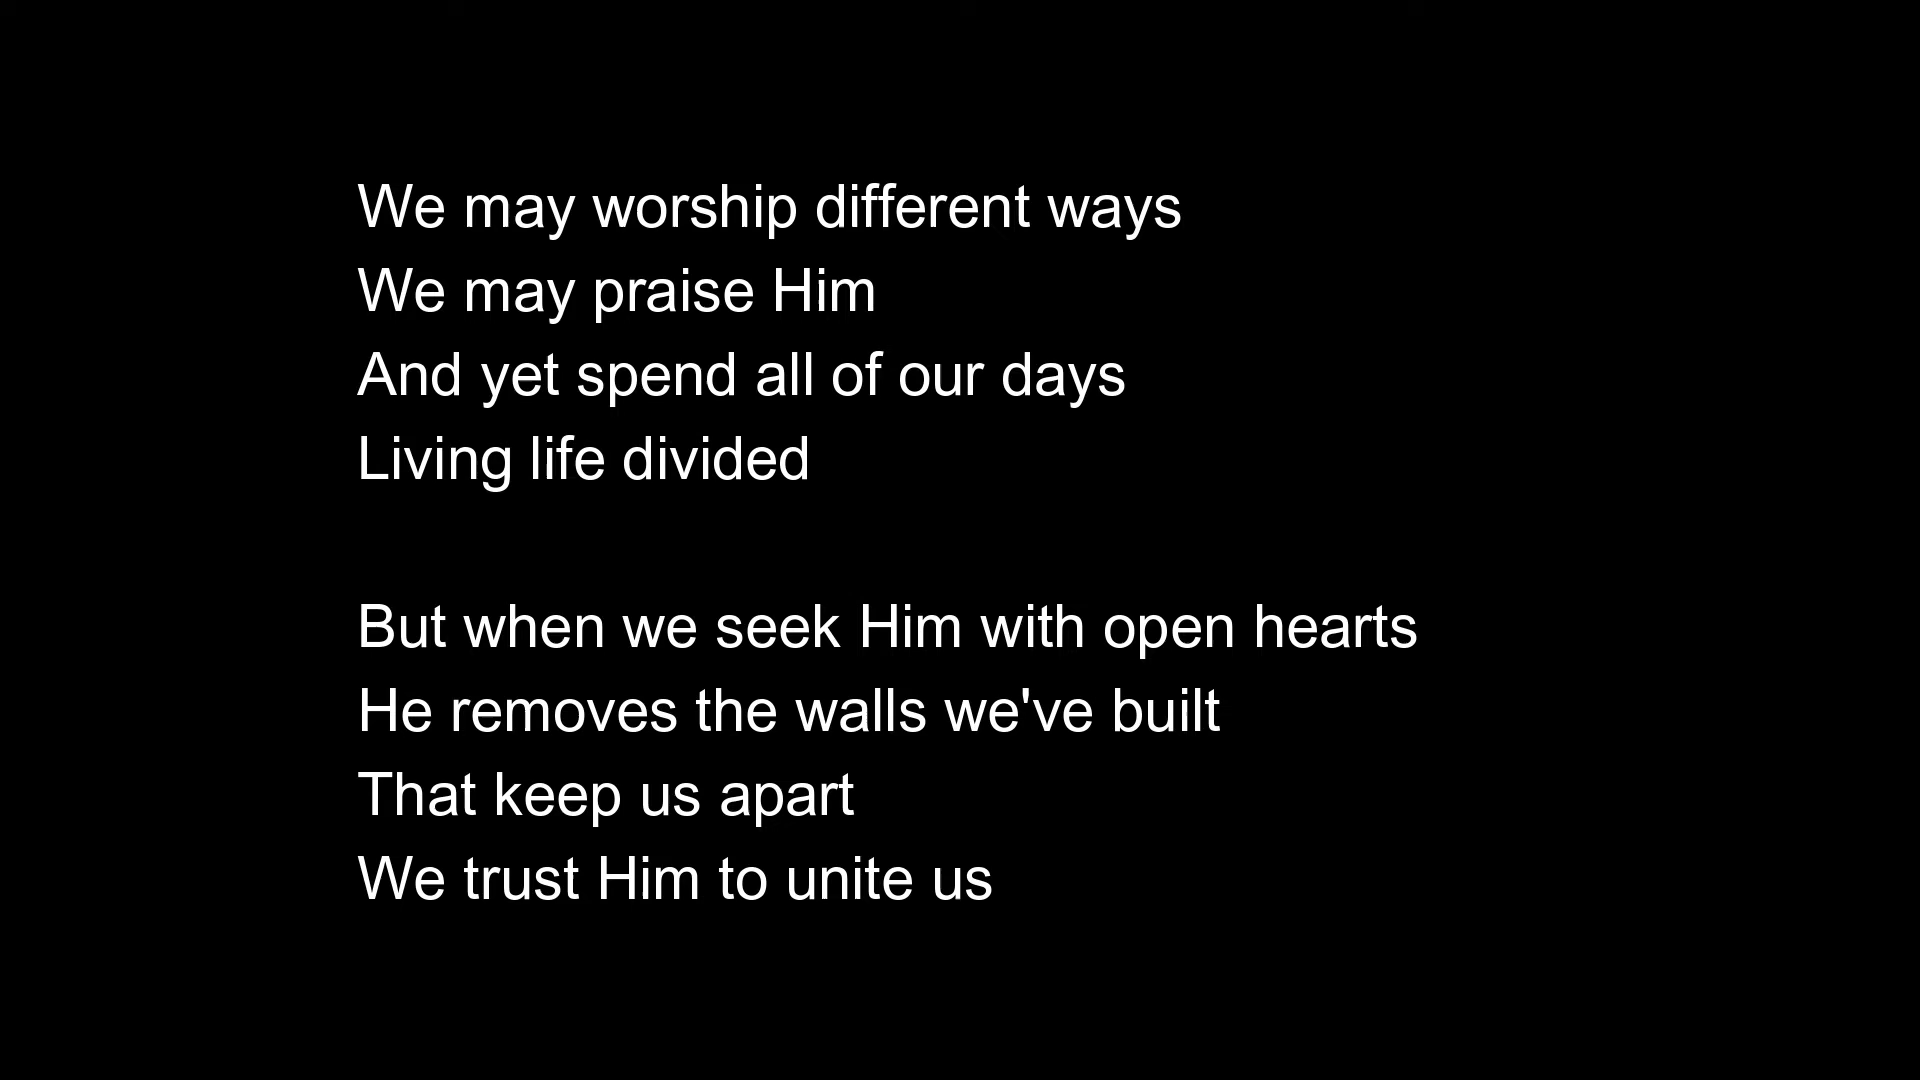 We may worship different ways
We may praise Him
And yet spend all of our days
Living life divided
But when we seek Him with open hearts
He removes the walls we've built
That keep us apart
We trust Him to unite us